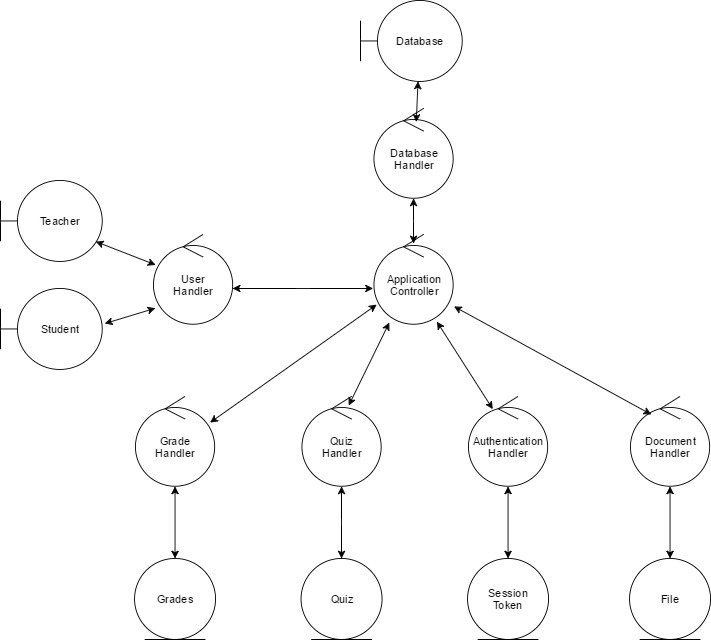 Database
Database
Handler
Teacher
User
Handler
Application
Controller
Student
Grade
Handler
Quiz
Handler
Authentication
Handler
Document
Handler
Grades
Quiz
Session
Token
File